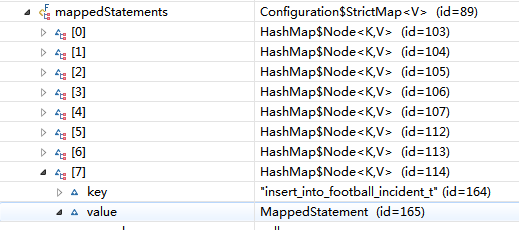 mappedStatements Configuration$StrictMap<V> (id=89)
[0] HashMap$Node<K,V> (id=103)
[1] HashMap$Node<K,V> (id=104)
[2] HashMap$Node<K,V> (id=105)
[3] HashMap$Node<K,V> (id=106)
[4] HashMap$Node<K,V> (id=107)
[5] HashMap$Node<K,V> (id=112)
[6] HashMap$Node<K,V> (id=113)
[7] HashMap$Node<K,V> (id=114)
key "insert_into_football_incident_t" (id=164)
value MappedStatement (id=165)